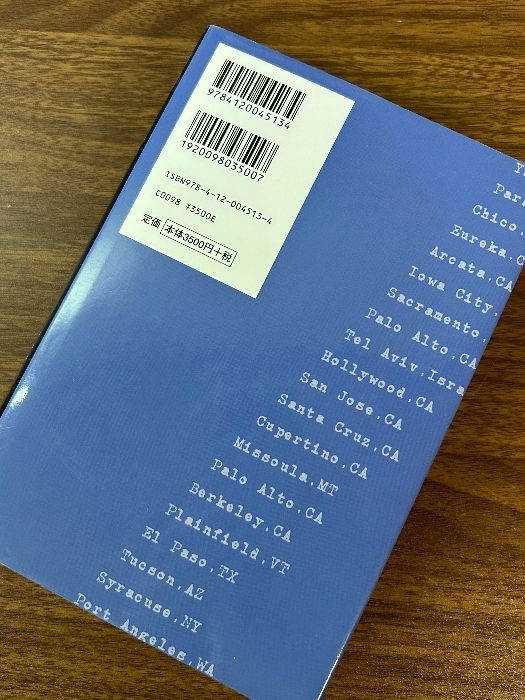 9784120045134
1920098035007
ISBN978-4-12-004513-4
C0098 ¥3500E
定価 本体3500円+税
Chico,
Eureka,C
Arcata,CA
Iowa City,
Sacramento,
Palo Alto,CA
Tel Aviv,Isra
Hollywood,CA
San Jose,CA
Santa Cruz,CA
Cupertino,CA
Missoula,MT
Palo Alto,CA
Berkeley,CA
Plainfield,VT
El Paso,TX
Tucson,AZ
Syracuse,NY
Port Angeles,WA